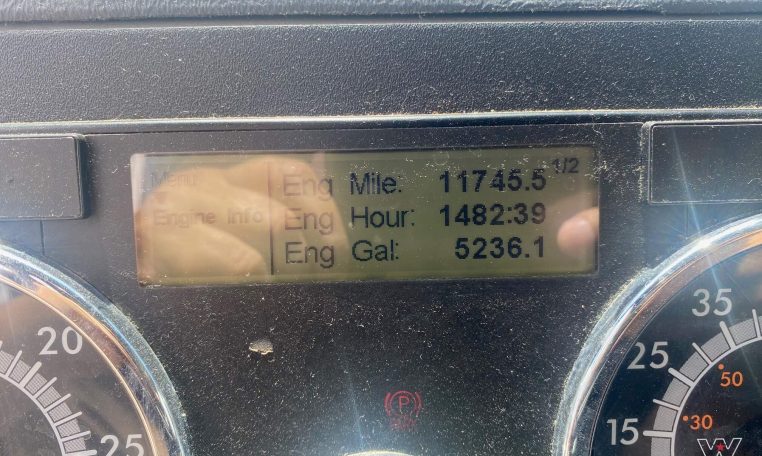 Menu
Engine Info
Eng Mile: 11745.5
1/2
Eng Hour: 1482:39
Eng Gal: 5236.1
20
25
35
25
15
50
30
P
W